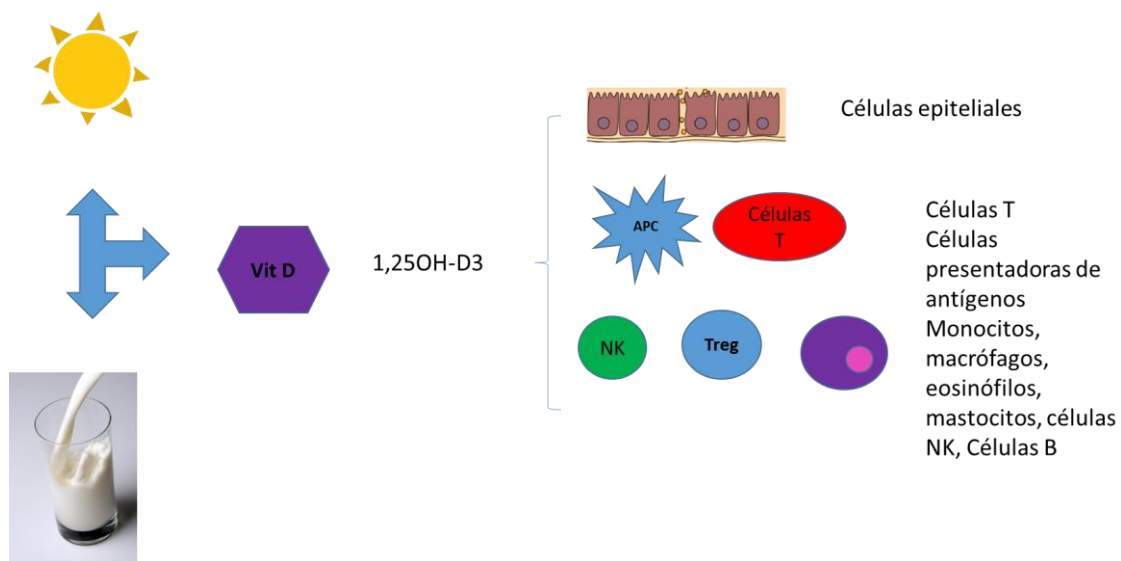 Células epiteliales
APC
Células
T
Vit D
1,25OH-D3
NK
Treg
Células T
Células
presentadoras de
antígenos
Monocitos,
macrófagos,
eosinófilos,
mastocitos, células
NK, Células B